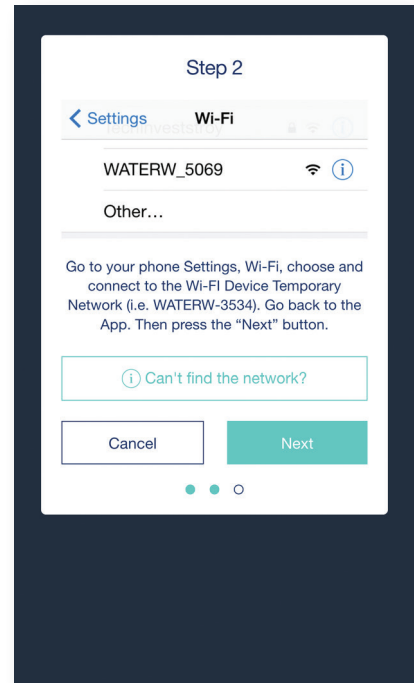 Step 2
Settings Wi-Fi
WATERW_5069
Other...
Go to your phone Settings, Wi-Fi, choose and
connect to the Wi-FI Device Temporary
Network (i.e. WATERW-3534). Go back to the
App. Then press the “Next” button.
Can't find the network?
Cancel Next